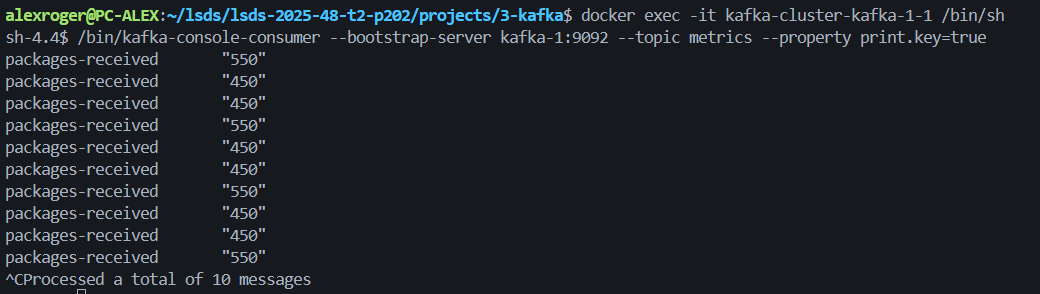 alexroger@PC-ALEX:~/lsds/lsds-2025-48-t2-p202/projects/3-kafka$ docker exec -it kafka-cluster-kafka-1-1 /bin/sh
sh-4.4$ /bin/kafka-console-consumer --bootstrap-server kafka-1:9092 --topic metrics --property print.key=true
packages-received       "550"
packages-received       "450"
packages-received       "450"
packages-received       "550"
packages-received       "450"
packages-received       "450"
packages-received       "550"
packages-received       "450"
packages-received       "450"
packages-received       "550"
^CProcessed a total of 10 messages